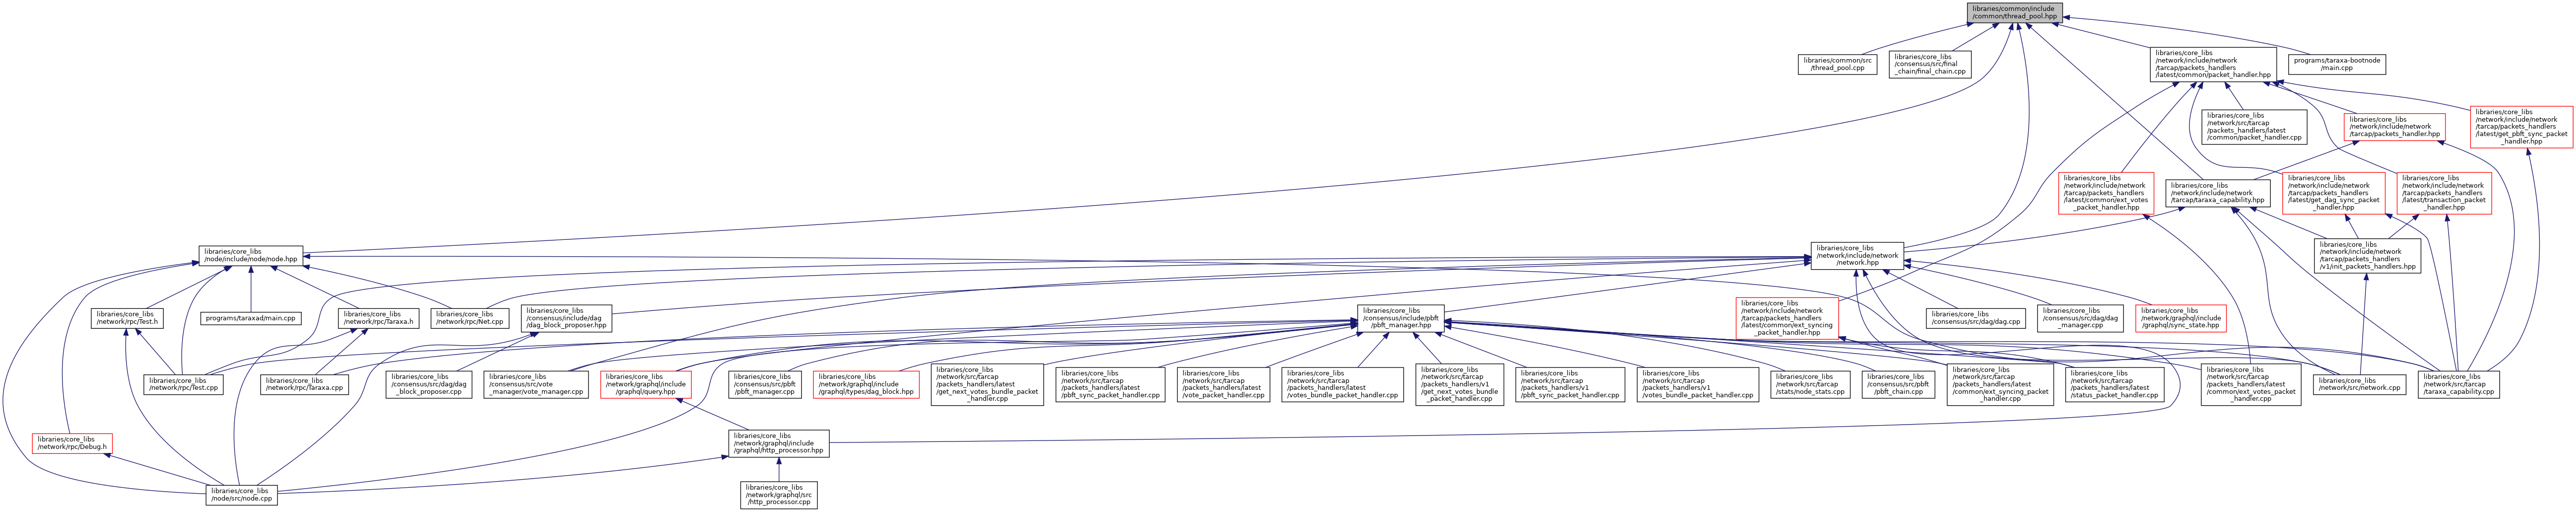 libraries/common/include
/common/thread_pool.hpp
libraries/common/src
/thread_pool.cpp
libraries/core_libs
/consensus/src/final
_chain/final_chain.cpp
libraries/core_libs
/network/include/network
/tarcap/packets_handlers
/latest/common/packet_handler.hpp
programs/taraxa-bootnode
/main.cpp
libraries/core_libs
/network/src/tarcap
/packets_handlers/latest
/common/packet_handler.cpp
libraries/core_libs
/network/include/network
/tarcap/packets_handler.hpp
libraries/core_libs
/network/include/network
/tarcap/packets_handlers
/latest/get_pbft_sync_packet
_handler.hpp
libraries/core_libs
/network/include/network
/tarcap/packets_handlers
/latest/common/ext_votes
_packet_handler.hpp
libraries/core_libs
/network/include/network
/tarcap/taraxa_capability.hpp
libraries/core_libs
/network/include/network
/tarcap/packets_handlers
/latest/get_dag_sync_packet
_handler.hpp
libraries/core_libs
/network/include/network
/tarcap/packets_handlers
/latest/transaction_packet
_handler.hpp
libraries/core_libs
/node/include/node/node.hpp
libraries/core_libs
/network/include/network
/network.hpp
libraries/core_libs
/network/include/network
/tarcap/packets_handlers
/v1/init_packets_handlers.hpp
libraries/core_libs
/network/rpc/Test.h
programs/taraxad/main.cpp
libraries/core_libs
/network/rpc/Taraxa.h
libraries/core_libs
/network/rpc/Net.cpp
libraries/core_libs
/consensus/include/dag
/dag_block_proposer.hpp
libraries/core_libs
/consensus/include/pbft
/pbft_manager.hpp
libraries/core_libs
/network/include/network
/tarcap/packets_handlers
/latest/common/ext_syncing
_packet_handler.hpp
libraries/core_libs
/consensus/src/dag/dag.cpp
libraries/core_libs
/consensus/src/dag/dag
_manager.cpp
libraries/core_libs
/network/graphql/include
/graphql/sync_state.hpp
libraries/core_libs
/network/rpc/Test.cpp
libraries/core_libs
/network/rpc/Taraxa.cpp
libraries/core_libs
/consensus/src/dag/dag
_block_proposer.cpp
libraries/core_libs
/consensus/src/vote
_manager/vote_manager.cpp
libraries/core_libs
/network/graphql/include
/graphql/query.hpp
libraries/core_libs
/consensus/src/pbft
/pbft_manager.cpp
libraries/core_libs
/network/graphql/include
/graphql/types/dag_block.hpp
libraries/core_libs
/network/src/tarcap
/packets_handlers/latest
/get_next_votes_bundle_packet
_handler.cpp
libraries/core_libs
/network/src/tarcap
/packets_handlers/latest
/pbft_sync_packet_handler.cpp
libraries/core_libs
/network/src/tarcap
/packets_handlers/latest
/vote_packet_handler.cpp
libraries/core_libs
/network/src/tarcap
/packets_handlers/latest
/votes_bundle_packet_handler.cpp
libraries/core_libs
/network/src/tarcap
/packets_handlers/v1
/get_next_votes_bundle
_packet_handler.cpp
libraries/core_libs
/network/src/tarcap
/packets_handlers/v1
/pbft_sync_packet_handler.cpp
libraries/core_libs
/network/src/tarcap
/packets_handlers/v1
/votes_bundle_packet_handler.cpp
libraries/core_libs
/network/src/tarcap
/stats/node_stats.cpp
libraries/core_libs
/consensus/src/pbft
/pbft_chain.cpp
libraries/core_libs
/network/src/tarcap
/packets_handlers/latest
/common/ext_syncing_packet
_handler.cpp
libraries/core_libs
/network/src/tarcap
/packets_handlers/latest
/status_packet_handler.cpp
libraries/core_libs
/network/src/tarcap
/packets_handlers/latest
/common/ext_votes_packet
_handler.cpp
libraries/core_libs
/network/src/network.cpp
libraries/core_libs
/network/src/tarcap
/taraxa_capability.cpp
libraries/core_libs
/network/rpc/Debug.h
libraries/core_libs
/network/graphql/include
/graphql/http_processor.hpp
libraries/core_libs
/node/src/node.cpp
libraries/core_libs
/network/graphql/src
/http_processor.cpp